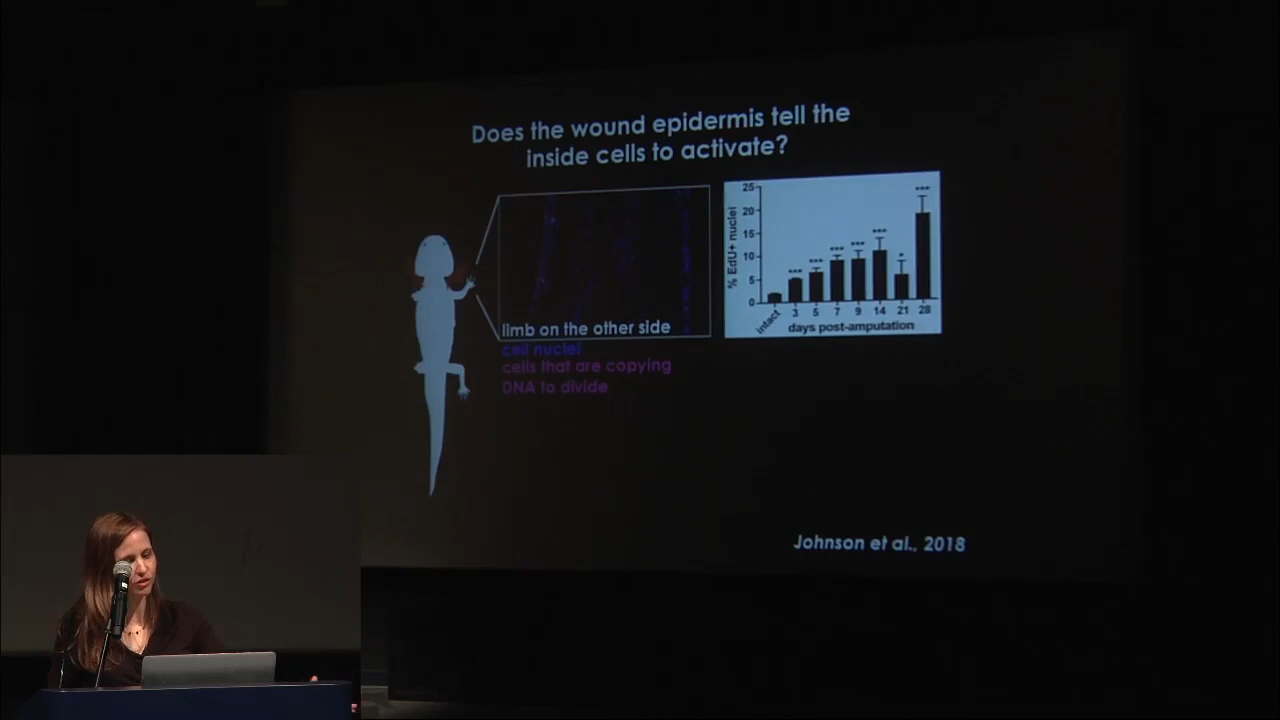 Does the wound epidermis tell the
inside cells to activate?
limb on the other side
cell nuclei
cells that are copying
DNA to divide
% EdU+ nuclei
25
20
15
10
5
0
***
***
***
***
***
*
***
intact
3
5
7
9
14
21
28
days post-amputation
Johnson et al., 2018